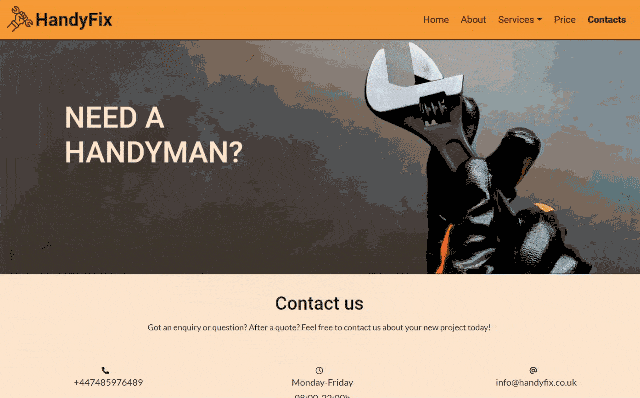 HandyFix
Home About Services Price Contacts
NEED A
HANDYMAN?
Contact us
Got an enquiry or question? After a quote? Feel free to contact us about your new project today!
+447485976489
Monday-Friday
info@handyfix.co.uk